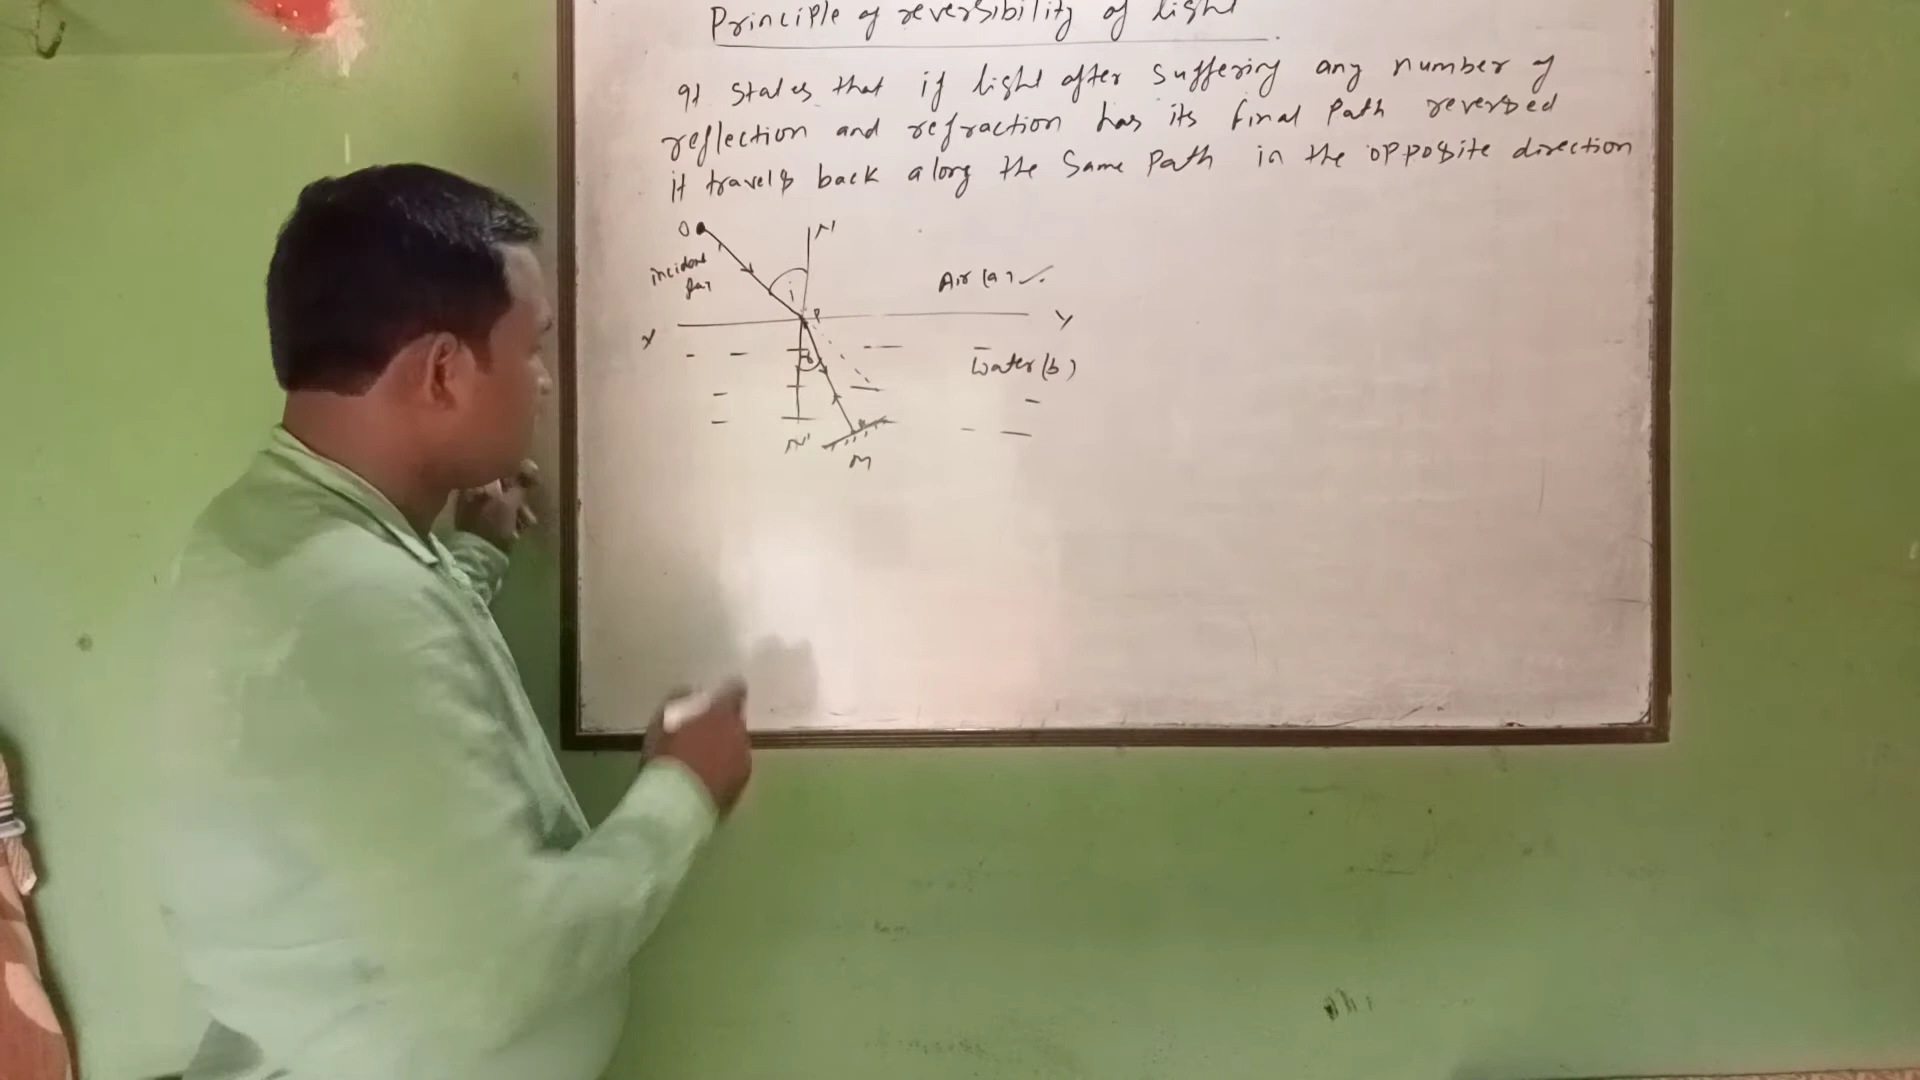 Principle of reversibility of light
It states that if light after suffering any number of
reflection and refraction has its final path reversed
it travels back along the same path in the opposite direction
O
N
incident
ray
i
Air (a)
P
X
Y
Water (b)
N'
M